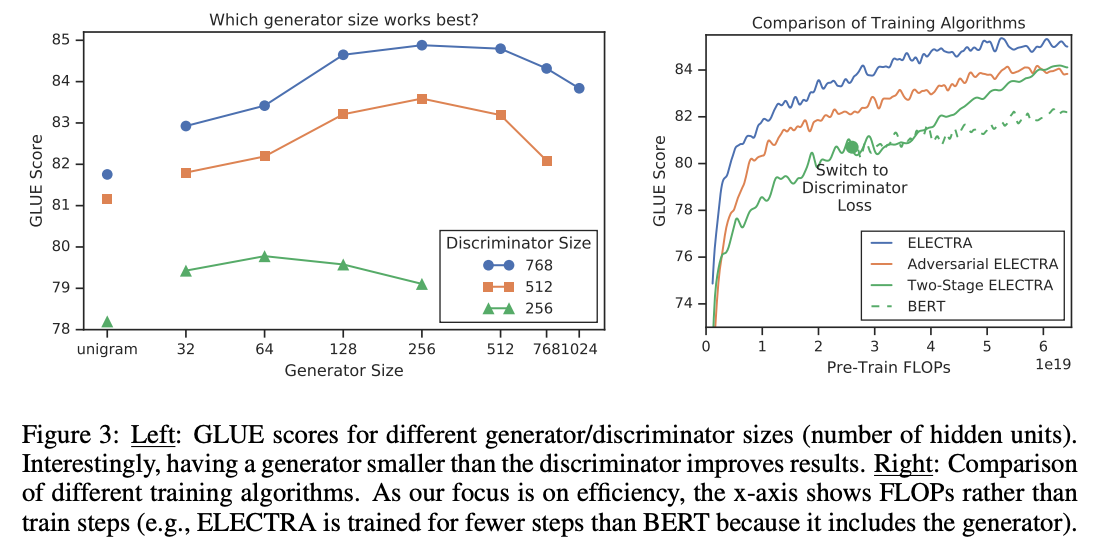 Which generator size works best?
85
84
83
82
81
80
79
78
GLUE Score
unigram 32 64 128 256 512 768 1024
Generator Size
Discriminator Size
768
512
256
Comparison of Training Algorithms
84
82
80
78
76
74
GLUE Score
Switch to
Discriminator
Loss
ELECTRA
Adversarial ELECTRA
Two-Stage ELECTRA
BERT
0 1 2 3 4 5 6
1e19
Pre-Train FLOPs
Figure 3: Left: GLUE scores for different generator/discriminator sizes (number of hidden units).
Interestingly, having a generator smaller than the discriminator improves results. Right: Comparison
of different training algorithms. As our focus is on efficiency, the x-axis shows FLOPs rather than
train steps (e.g., ELECTRA is trained for fewer steps than BERT because it includes the generator).